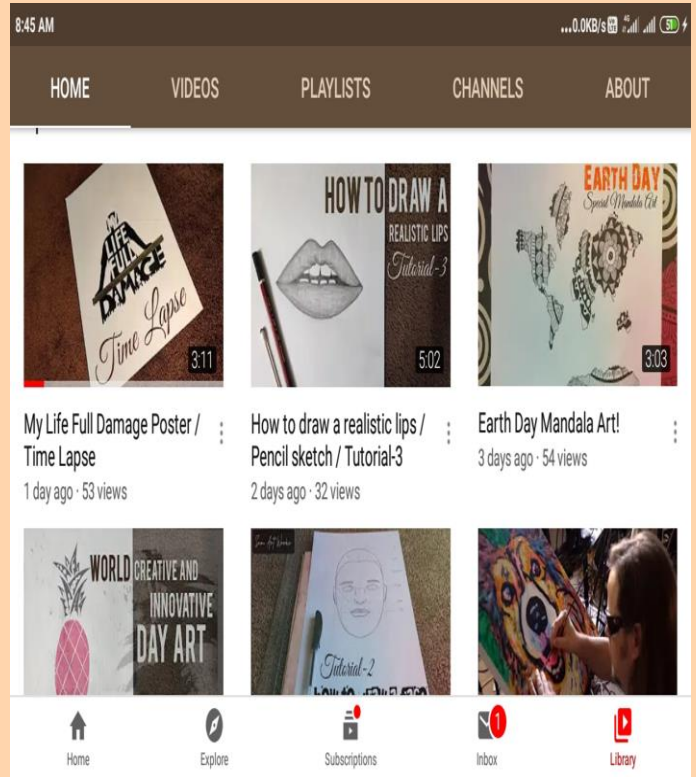 8:45 AM
...0.0KB/s 4G 51
HOME VIDEOS PLAYLISTS CHANNELS ABOUT
MY
LIFE
FULL
DAMAGE
Time Lapse
3:11
HOW TO DRAW A
REALISTIC LIPS
Tutorial-3
5:02
EARTH DAY
Special Mandala Art
3:03
My Life Full Damage Poster /
Time Lapse
1 day ago · 53 views
How to draw a realistic lips /
Pencil sketch / Tutorial-3
2 days ago · 32 views
Earth Day Mandala Art!
3 days ago · 54 views
WORLD CREATIVE AND
INNOVATIVE
DAY ART
Tutorial-2
Home
Explore
Subscriptions
1
Inbox
Library